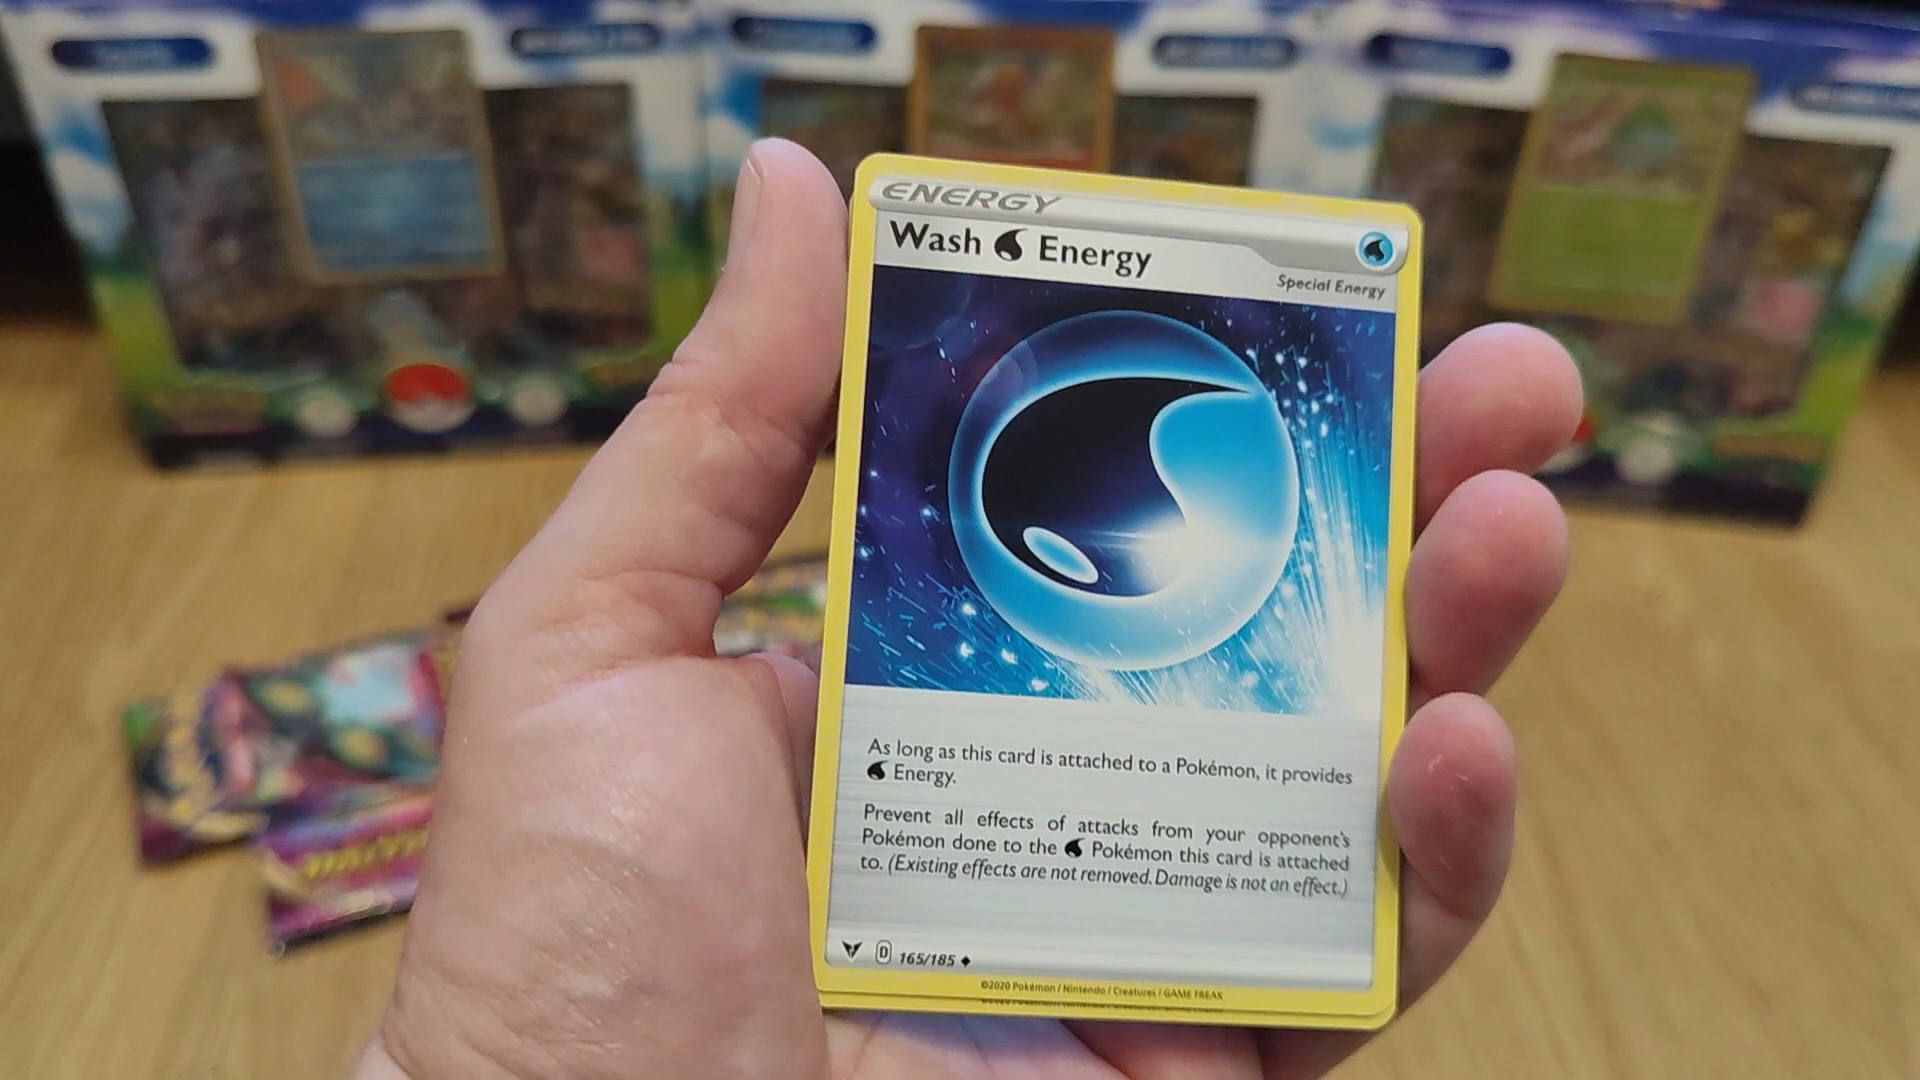 ENERGY
Wash Energy
Special Energy
As long as this card is attached to a Pokémon, it provides
Energy.
Prevent all effects of attacks from your opponent's
Pokémon done to the Pokémon this card is attached
to. (Existing effects are not removed. Damage is not an effect.)
D 165/185
©2020 Pokémon / Nintendo / Creatures / GAME FREAK